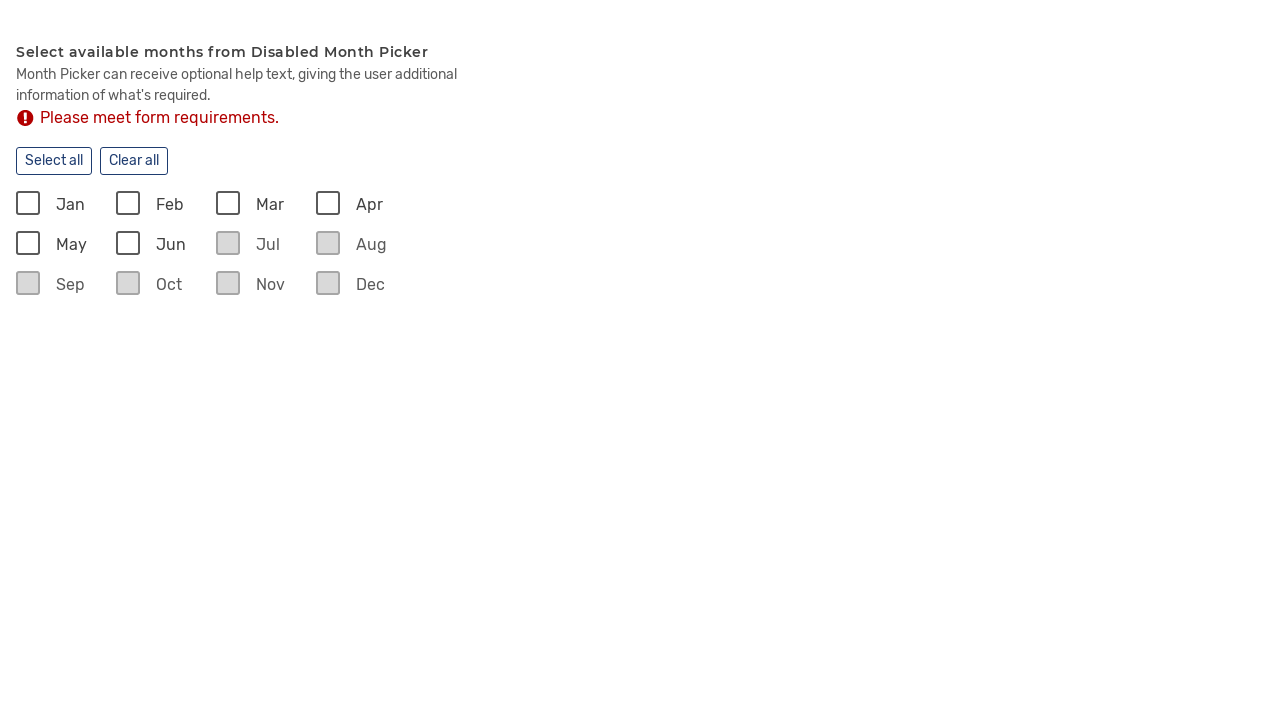 Select available months from Disabled Month Picker
Month Picker can receive optional help text, giving the user additional
information of what's required.
Please meet form requirements.
Select all Clear all
Jan Feb Mar Apr
May Jun Jul Aug
Sep Oct Nov Dec